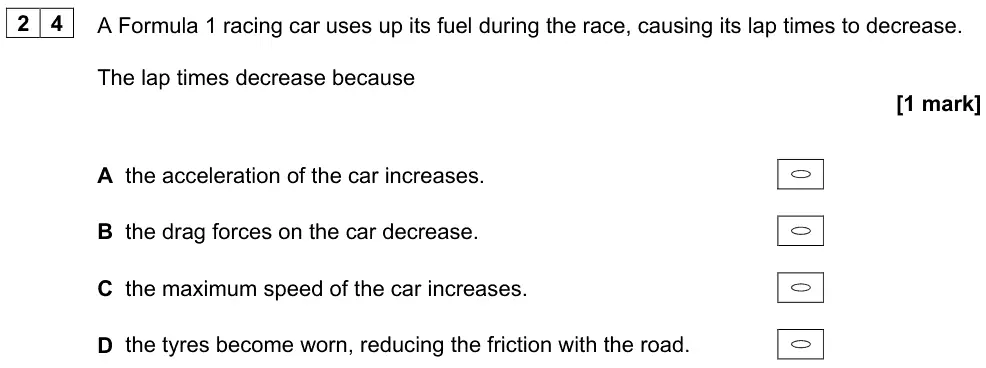 2 4 A Formula 1 racing car uses up its fuel during the race, causing its lap times to decrease.
The lap times decrease because
[1 mark]
A the acceleration of the car increases.
B the drag forces on the car decrease.
C the maximum speed of the car increases.
D the tyres become worn, reducing the friction with the road.